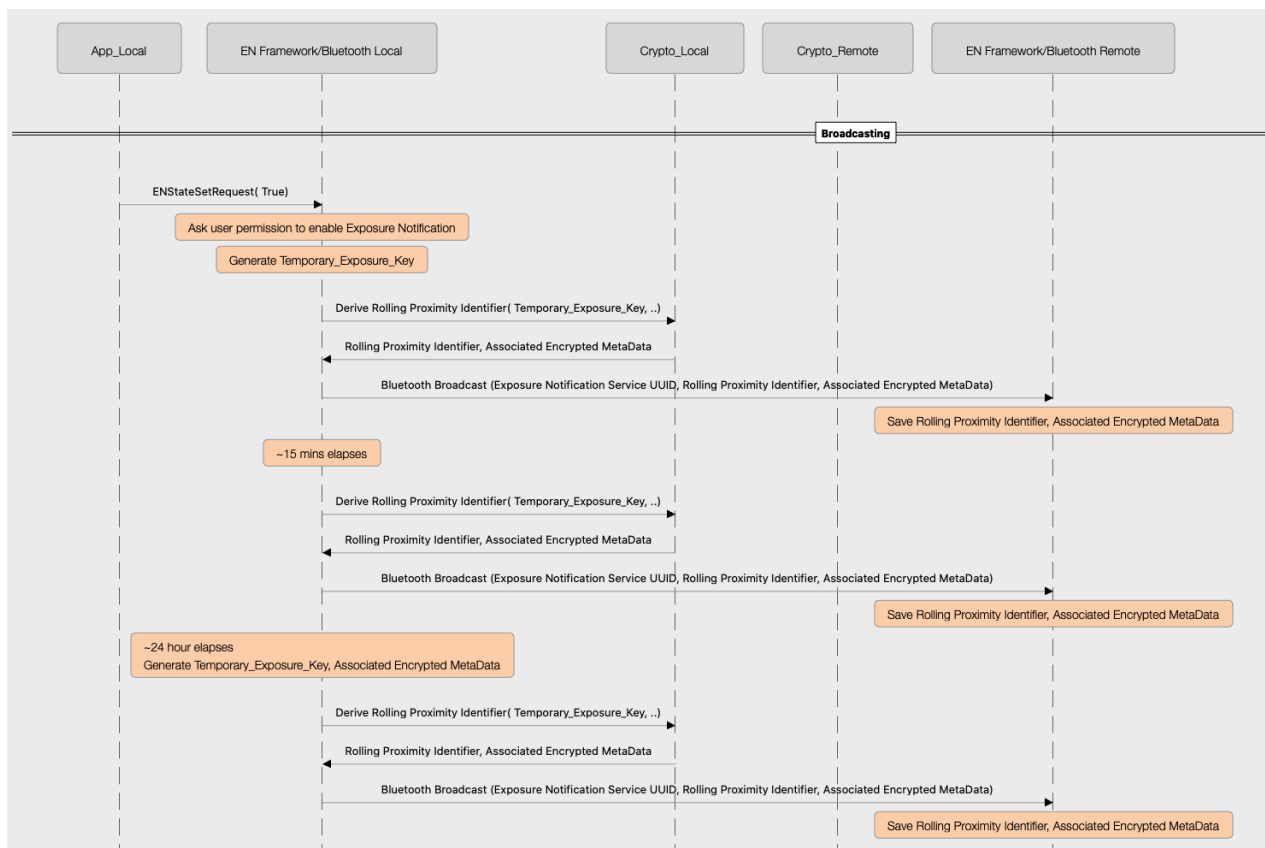 App_Local
EN Framework/Bluetooth Local
Crypto_Local
Crypto_Remote
EN Framework/Bluetooth Remote
Broadcasting
ENStateSetRequest( True)
Ask user permission to enable Exposure Notification
Generate Temporary_Exposure_Key
Derive Rolling Proximity Identifier( Temporary_Exposure_Key, ..)
Rolling Proximity Identifier, Associated Encrypted MetaData
Bluetooth Broadcast (Exposure Notification Service UUID, Rolling Proximity Identifier, Associated Encrypted MetaData)
Save Rolling Proximity Identifier, Associated Encrypted MetaData
~15 mins elapses
Derive Rolling Proximity Identifier( Temporary_Exposure_Key, ..)
Rolling Proximity Identifier, Associated Encrypted MetaData
Bluetooth Broadcast (Exposure Notification Service UUID, Rolling Proximity Identifier, Associated Encrypted MetaData)
Save Rolling Proximity Identifier, Associated Encrypted MetaData
~24 hour elapses
Generate Temporary_Exposure_Key, Associated Encrypted MetaData
Derive Rolling Proximity Identifier( Temporary_Exposure_Key, ..)
Rolling Proximity Identifier, Associated Encrypted MetaData
Bluetooth Broadcast (Exposure Notification Service UUID, Rolling Proximity Identifier, Associated Encrypted MetaData)
Save Rolling Proximity Identifier, Associated Encrypted MetaData